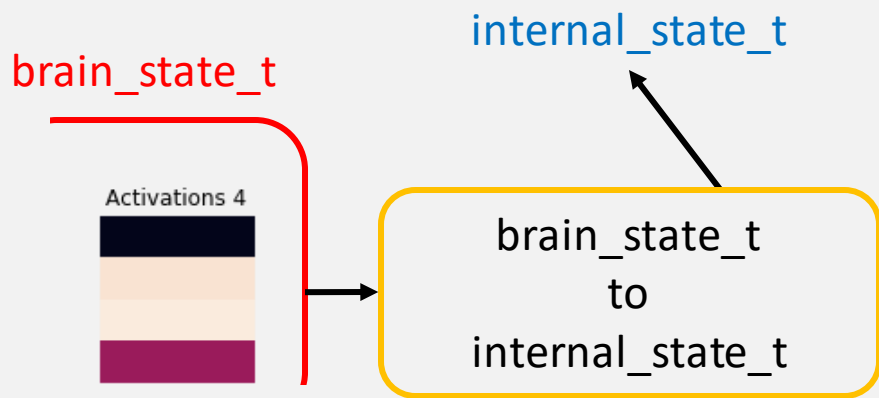 internal_state_t
brain_state_t
Activations 4
brain_state_t
to
internal_state_t